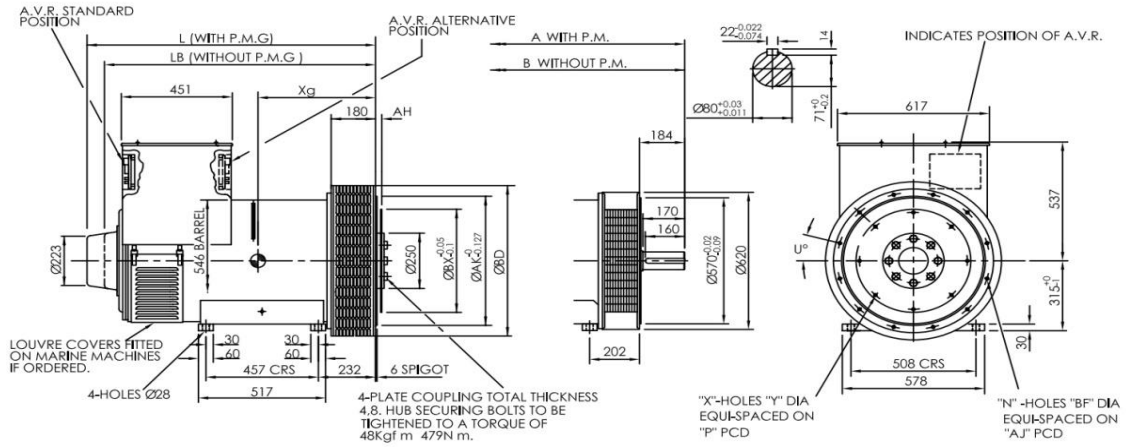 A.V.R. STANDARD
POSITION
L (WITH P.M.G)
A.V.R. ALTERNATIVE
POSITION
LB (WITHOUT P.M.G )
451
Xg
180
AH
546 BARREL
Ø223
Ø250
ØBX-0.05
-0.1
ØAK-0.127
ØBD
LOUVRE COVERS FITTED
ON MARINE MACHINES
IF ORDERED.
30
30
60
60
457 CRS
232
6 SPIGOT
4-HOLES Ø28
517
4-PLATE COUPLING TOTAL THICKNESS
4,8. HUB SECURING BOLTS TO BE
TIGHTENED TO A TORQUE OF
48Kgf m 479N m.
A WITH P.M.
B WITHOUT P.M.
22-0.022
-0.074
14
Ø80+0.03
+0.011
71+0
-0.2
184
170
160
Ø570-0.02
-0.09
Ø620
202
INDICATES POSITION OF A.V.R.
617
537
U°
315-0
-1
30
508 CRS
578
"X"-HOLES "Y" DIA
EQUI-SPACED ON
"P" PCD
"N" -HOLES "BF" DIA
EQUI-SPACED ON
"AJ" PCD